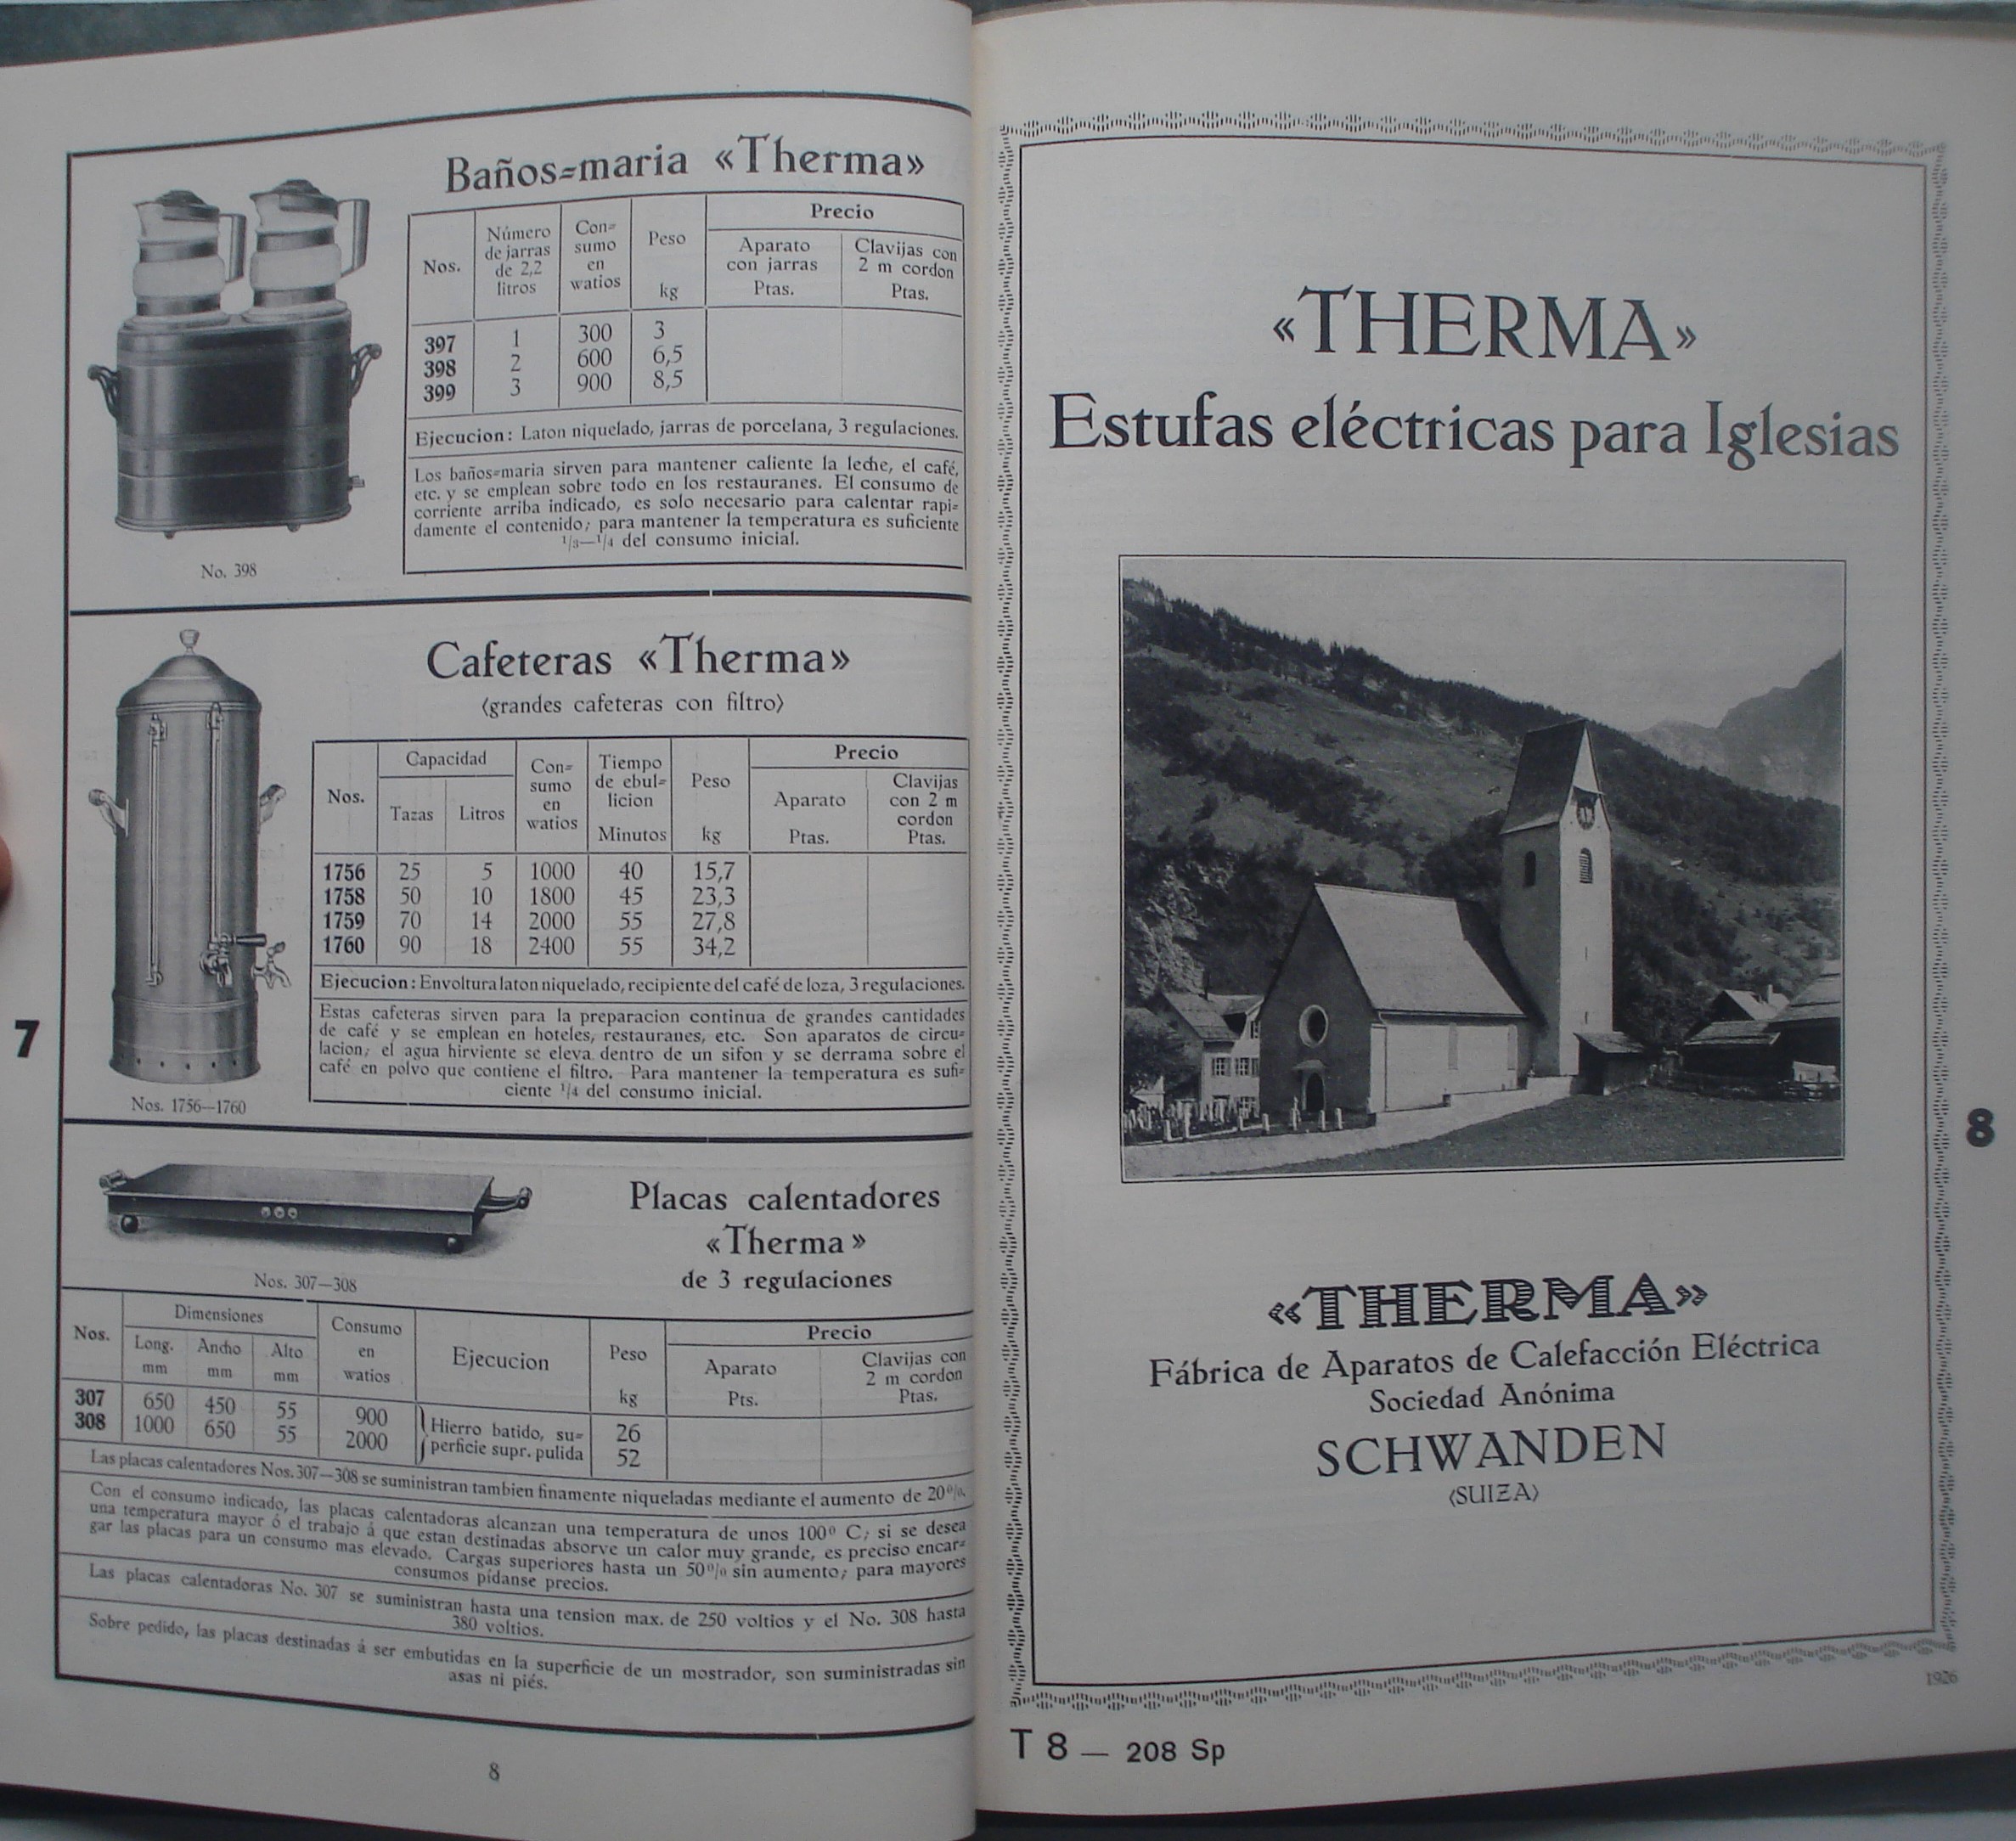 Baños=maria «Therma»
Nos.
Número
de jarras
de 2,2
litros
Con=
sumo
en
watios
Peso
kg
Precio
Aparato
con jarras
Ptas.
Clavijas con
2 m cordon
Ptas.
397 1 300 3
398 2 600 6,5
399 3 900 8,5
Ejecucion: Laton niquelado, jarras de porcelana, 3 regulaciones.
Los baños=maria sirven para mantener caliente la leche, el café,
etc. y se emplean sobre todo en los restauranes. El consumo de
corriente arriba indicado, es solo necesario para calentar rapi=
damente el contenido; para mantener la temperatura es suficiente
1/3—1/4 del consumo inicial.
No. 398
Cafeteras «Therma»
(grandes cafeteras con filtro)
Nos.
Capacidad
Tazas
Litros
Con=
sumo
en
watios
Tiempo
de ebul=
licion
Minutos
Peso
kg
Precio
Aparato
Ptas.
Clavijas
con 2 m
cordon
Ptas.
1756 25 5 1000 40 15,7
1758 50 10 1800 45 23,3
1759 70 14 2000 55 27,8
1760 90 18 2400 55 34,2
Ejecucion: Envoltura laton niquelado, recipiente del café de loza, 3 regulaciones.
Estas cafeteras sirven para la preparacion continua de grandes cantidades
de café y se emplean en hoteles, restauranes, etc. Son aparatos de circu=
lacion; el agua hirviente se eleva dentro de un sifon y se derrama sobre el
café en polvo que contiene el filtro. Para mantener la temperatura es sufi=
ciente 1/4 del consumo inicial.
Nos. 1756—1760
7
Placas calentadores
«Therma»
de 3 regulaciones
Nos. 307—308
Nos.
Dimensiones
Long.
mm
Ancho
mm
Alto
mm
Consumo
en
watios
Ejecucion
Peso
kg
Precio
Aparato
Pts.
Clavijas con
2 m cordon
Ptas.
307 650 450 55 900 Hierro batido, su= 26
308 1000 650 55 2000 perficie supr. pulida 52
Las placas calentadores Nos. 307—308 se suministran tambien finamente niqueladas mediante el aumento de 20%.
Con el consumo indicado, las placas calentadoras alcanzan una temperatura de unos 100º C; si se desea
una temperatura mayor ó el trabajo á que estan destinadas absorve un calor muy grande, es preciso encar=
gar las placas para un consumo mas elevado. Cargas superiores hasta un 50% sin aumento; para mayores
consumos pídanse precios.
Las placas calentadoras No. 307 se suministran hasta una tension max. de 250 voltios y el No. 308 hasta
380 voltios.
Sobre pedido, las placas destinadas á ser embutidas en la superficie de un mostrador, son suministradas sin
asas ni piés.
8
«THERMA»
Estufas eléctricas para Iglesias
«THERMA»
Fábrica de Aparatos de Calefacción Eléctrica
Sociedad Anónima
SCHWANDEN
(SUIZA)
8
1926
T 8 — 208 Sp